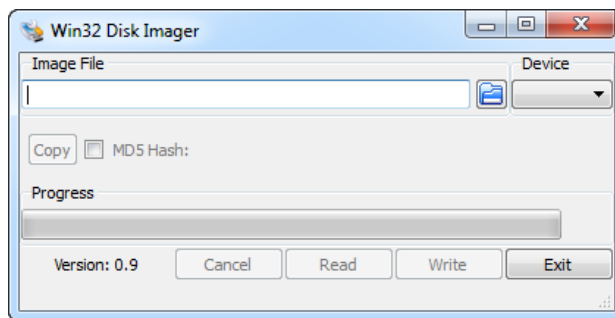 Win32 Disk Imager
Image File Device
Copy MD5 Hash:
Progress
Version: 0.9 Cancel Read Write Exit